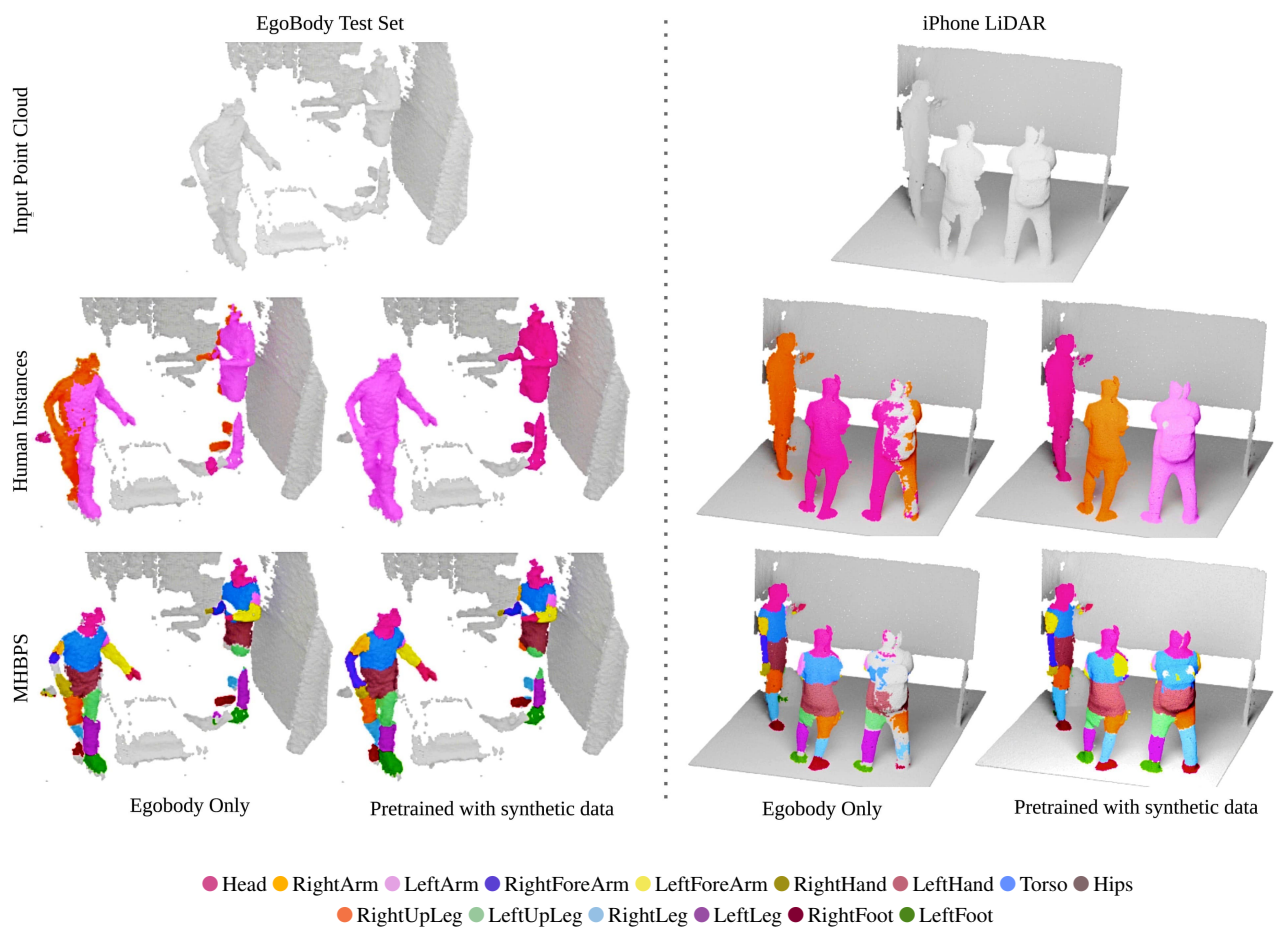 EgoBody Test Set
iPhone LiDAR
Input Point Cloud
Human Instances
MHBPS
Egobody Only
Pretrained with synthetic data
Egobody Only
Pretrained with synthetic data
Head RightArm LeftArm RightForeArm LeftForeArm RightHand LeftHand Torso Hips
RightUpLeg LeftUpLeg RightLeg LeftLeg RightFoot LeftFoot